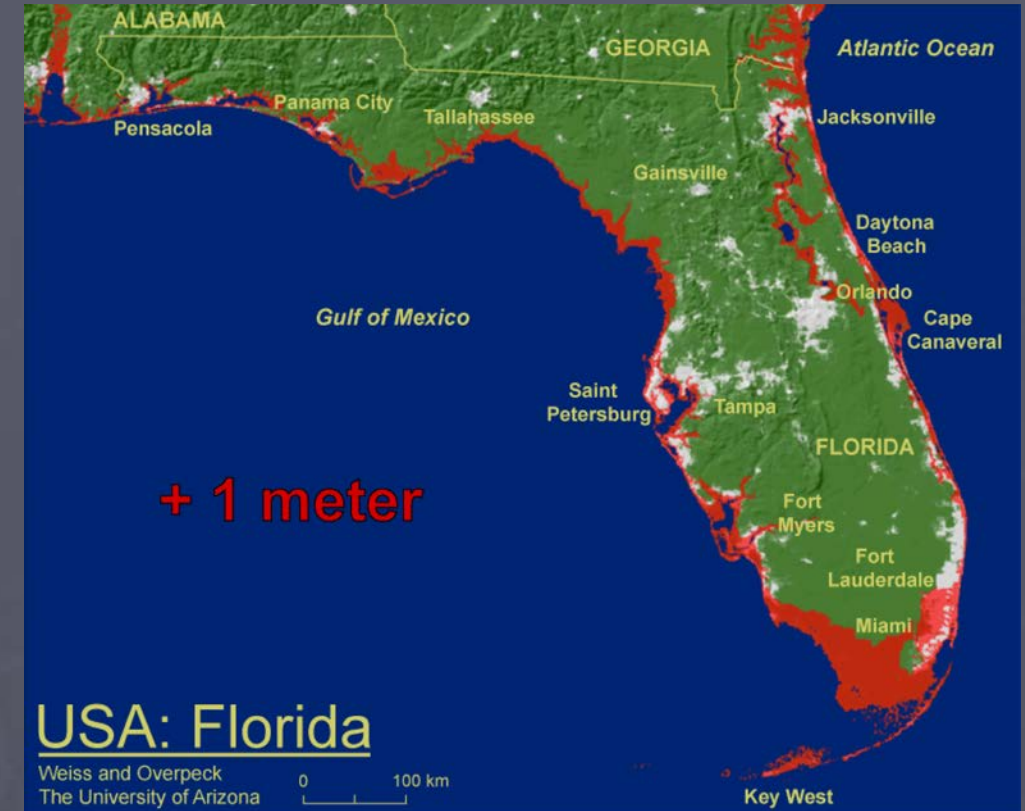 ALABAMA
GEORGIA
Atlantic Ocean
Panama City
Tallahassee
Jacksonville
Pensacola
Gainsville
Daytona
Beach
Orlando
Gulf of Mexico
Cape
Canaveral
Saint
Petersburg
Tampa
FLORIDA
+ 1 meter
Fort
Myers
Fort
Lauderdale
Miami
USA: Florida
Weiss and Overpeck
The University of Arizona
0 100 km
Key West